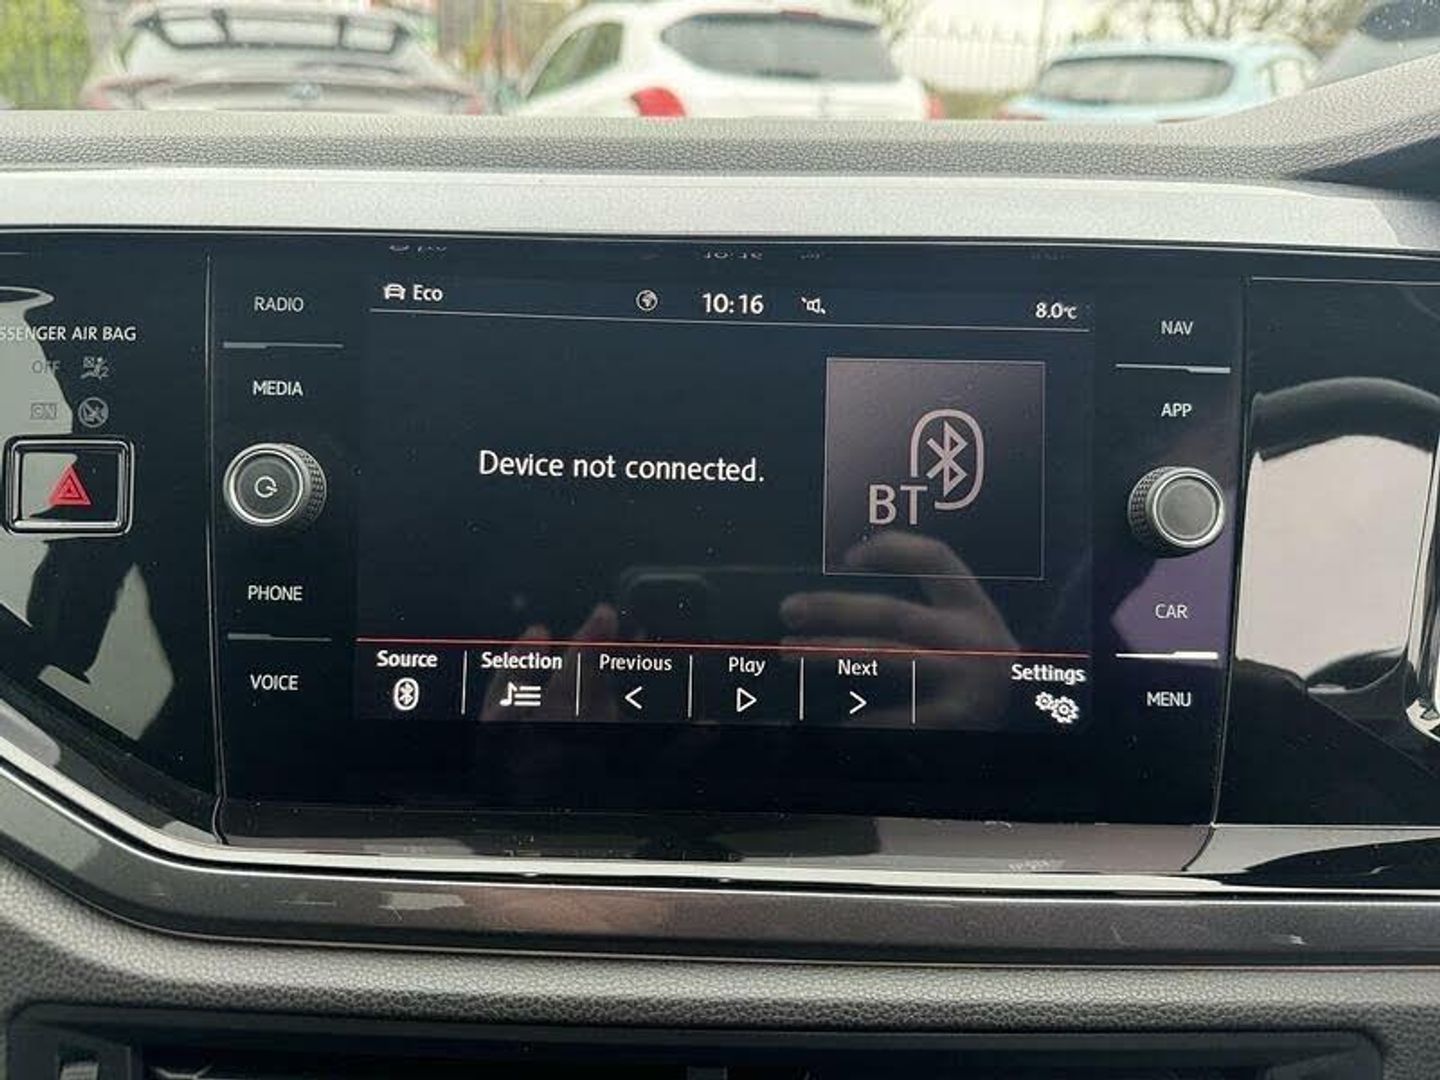 Eco 10:16 8.0°C
RADIO
NAV
SSENGER AIR BAG
OFF
MEDIA
APP
ON
Device not connected.
BT
PHONE
CAR
Source Selection Previous Play Next Settings
VOICE
MENU